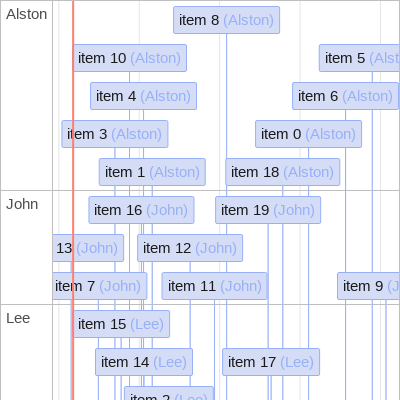 Alston
item 8 (Alston)
item 10 (Alston)
item 5 (Alst
item 4 (Alston)
item 6 (Alston)
item 3 (Alston)
item 0 (Alston)
item 1 (Alston)
item 18 (Alston)
John
item 16 (John)
item 19 (John)
13 (John)
item 12 (John)
item 7 (John)
item 11 (John)
item 9 (J
Lee
item 15 (Lee)
item 14 (Lee)
item 17 (Lee)
item 2 (Lee)